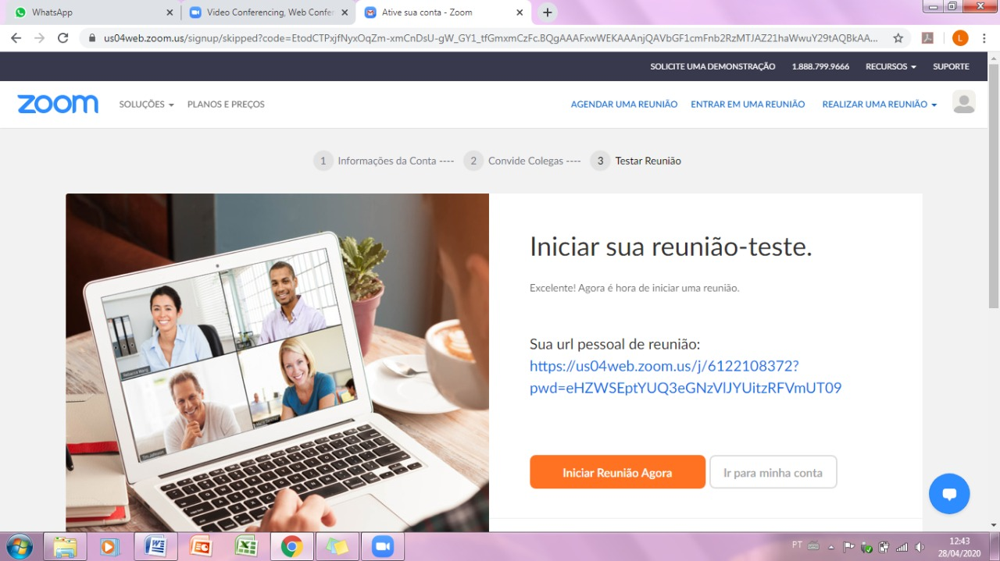 WhatsApp
Video Conferencing, Web Confer
Ative sua conta - Zoom
us04web.zoom.us/signup/skipped?code=EtodCTPxjfNyxOqZm-xmCnDsU-gW_GY1_tfGmxmCzFc.BQgAAAFxwWEKAAAnjQAVbGF1cmFnb2RzMTJAZ21haWwuY29tAQBkAA...
L
SOLICITE UMA DEMONSTRAÇÃO 1.888.799.9666 RECURSOS SUPORTE
zoom SOLUÇÕES PLANOS E PREÇOS AGENDAR UMA REUNIÃO ENTRAR EM UMA REUNIÃO REALIZAR UMA REUNIÃO
1 Informações da Conta ---- 2 Convide Colegas ---- 3 Testar Reunião
Iniciar sua reunião-teste.
Excelente! Agora é hora de iniciar uma reunião.
Sua url pessoal de reunião:
https://us04web.zoom.us/j/6122108372?
pwd=eHZWSEptYUQ3eGNzVlJYUitzRFVmUT09
Iniciar Reunião Agora Ir para minha conta
PT
12:43
28/04/2020